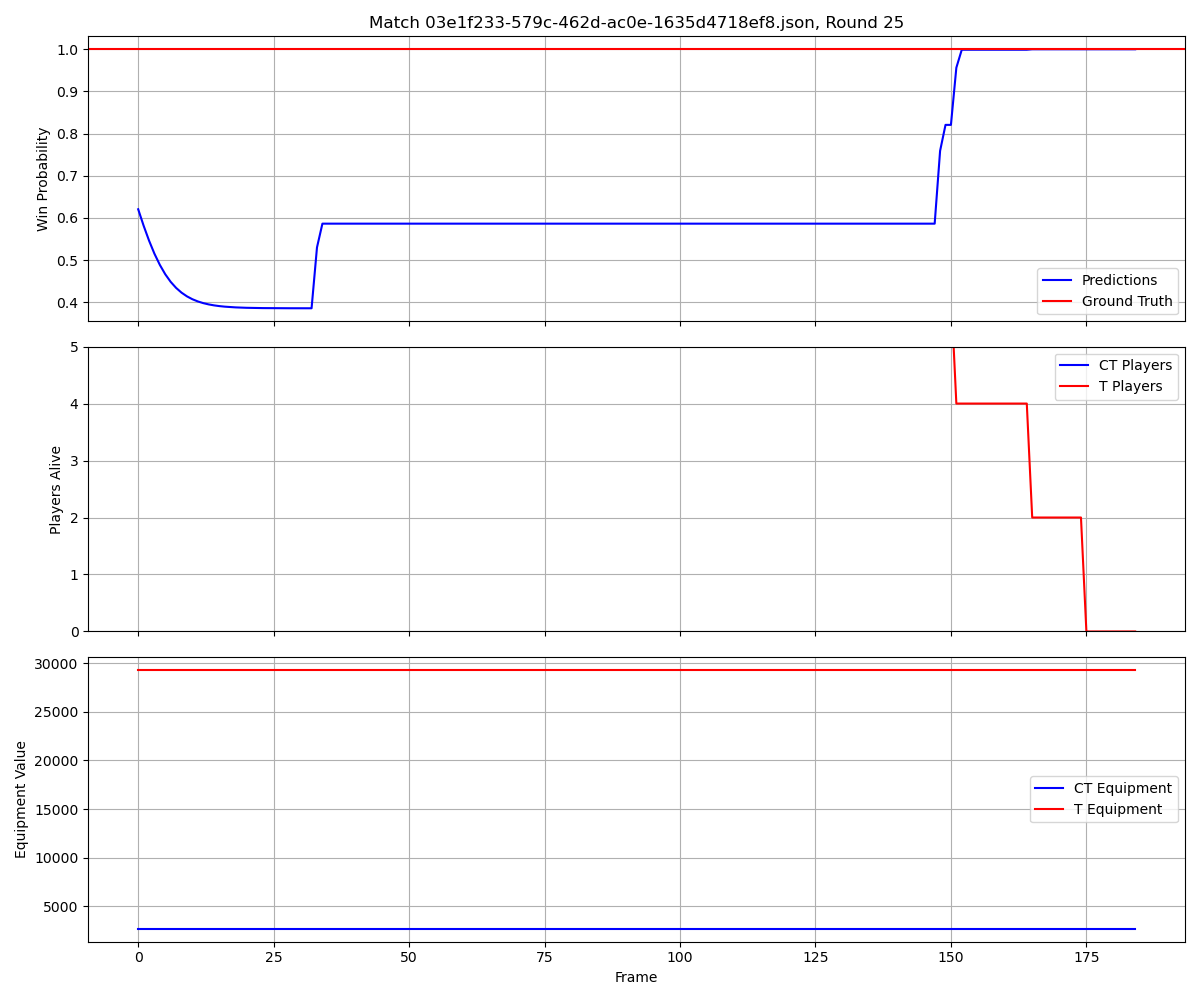 Match 03e1f233-579c-462d-ac0e-1635d4718ef8.json, Round 25
1.0
0.9
0.8
0.7
0.6
0.5
0.4
Win Probability
Predictions
Ground Truth
5
4
3
2
1
0
Players Alive
CT Players
T Players
30000
25000
20000
15000
10000
5000
Equipment Value
CT Equipment
T Equipment
0 25 50 75 100 125 150 175
Frame